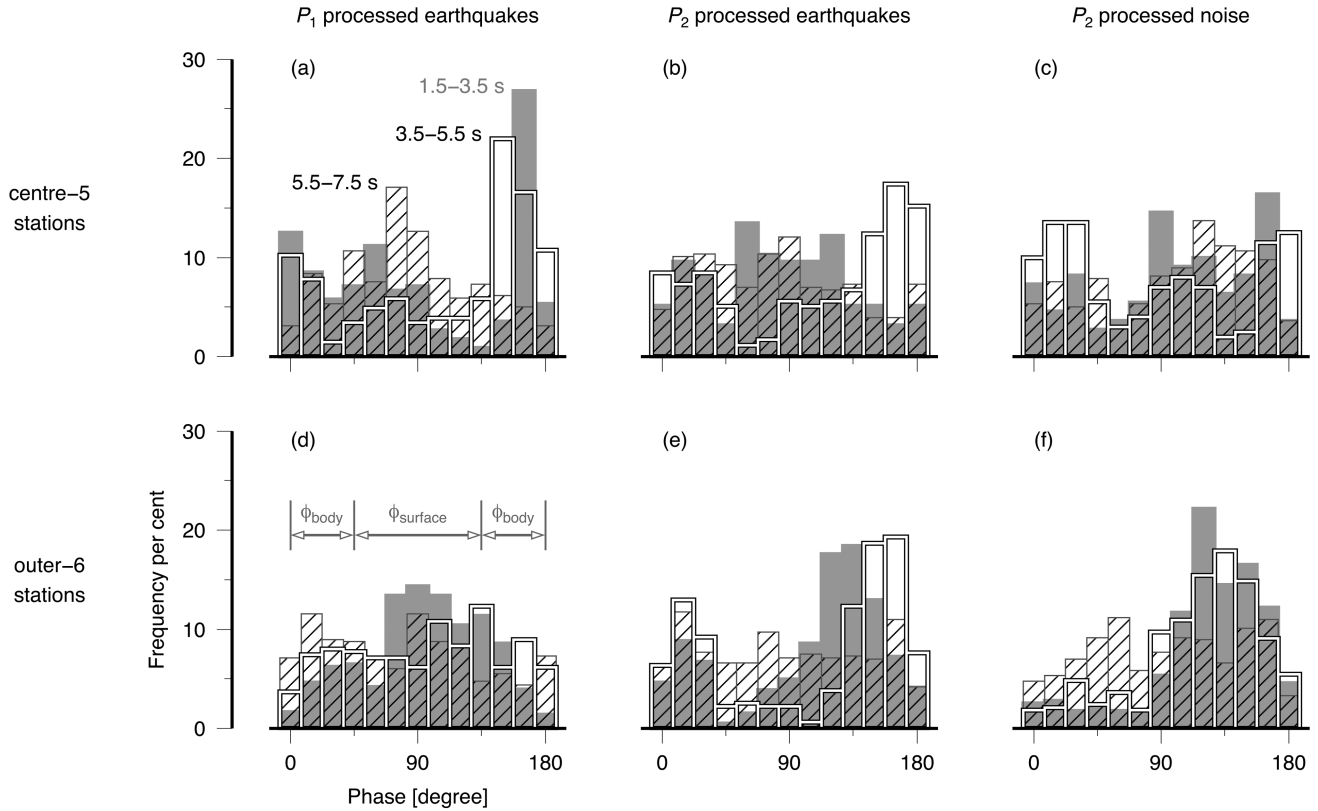 P1 processed earthquakes
P2 processed earthquakes
P2 processed noise
centre−5
stations
30
20
10
0
(a)
1.5−3.5 s
3.5−5.5 s
5.5−7.5 s
(b)
(c)
outer−6
stations
Frequency per cent
30
20
10
0
(d)
ϕbody
ϕsurface
ϕbody
(e)
(f)
0
90
180
0
90
180
0
90
180
Phase [degree]